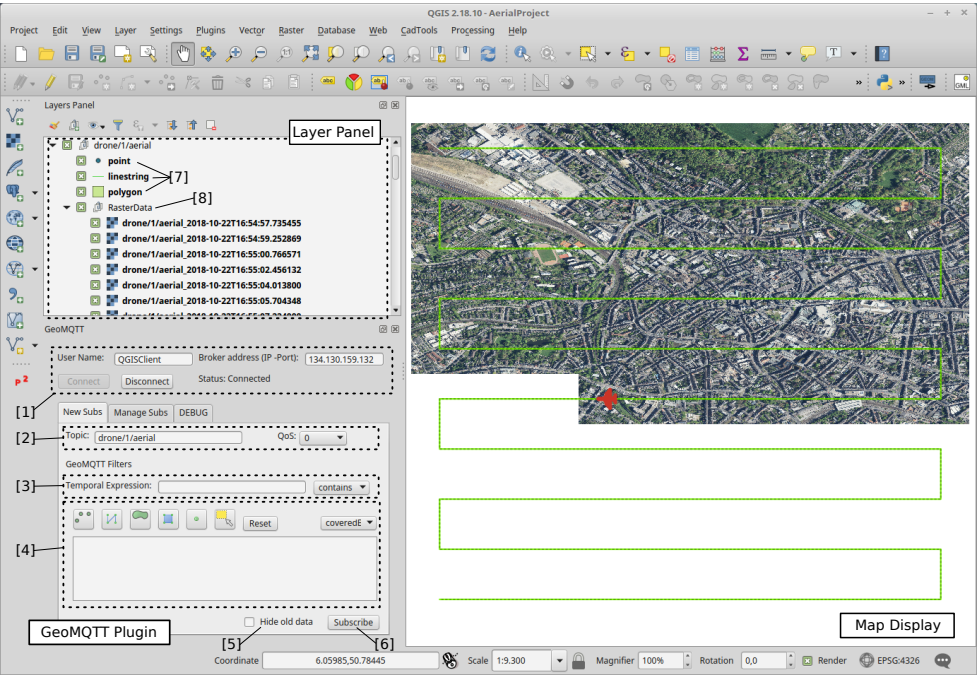 QGIS 2.18.10 - AerialProject
Project Edit View Layer Settings Plugins Vector Raster Database Web CadTools Processing Help
Layers Panel
Layer Panel
drone/1/aerial
point
linestring
[7]
polygon
RasterData
[8]
drone/1/aerial_2018-10-22T16:54:57.735455
drone/1/aerial_2018-10-22T16:54:59.252869
drone/1/aerial_2018-10-22T16:55:00.766571
drone/1/aerial_2018-10-22T16:55:02.456132
drone/1/aerial_2018-10-22T16:55:04.013800
drone/1/aerial_2018-10-22T16:55:05.704348
GeoMQTT
User Name: QGISClient Broker address (IP -Port): 134.130.159.132
Connect Disconnect Status: Connected
[1]
New Subs Manage Subs DEBUG
[2] Topic: drone/1/aerial QoS: 0
GeoMQTT Filters
[3] Temporal Expression: contains
Reset coveredE
[4]
Hide old data Subscribe
GeoMQTT Plugin
[5] [6]
Map Display
Coordinate 6.05985,50.78445 Scale 1:9.300 Magnifier 100% Rotation 0,0 Render EPSG:4326